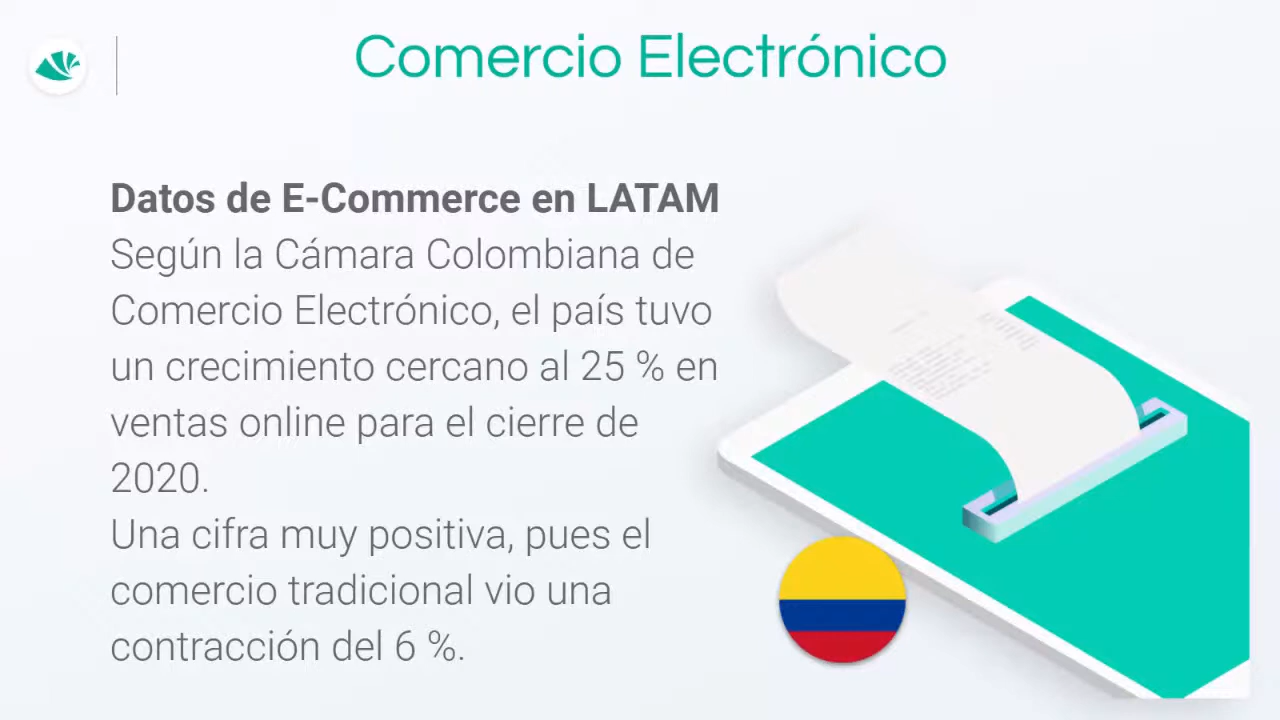 Comercio Electrónico
Datos de E-Commerce en LATAM
Según la Cámara Colombiana de
Comercio Electrónico, el país tuvo
un crecimiento cercano al 25 % en
ventas online para el cierre de
2020.
Una cifra muy positiva, pues el
comercio tradicional vio una
contracción del 6 %.